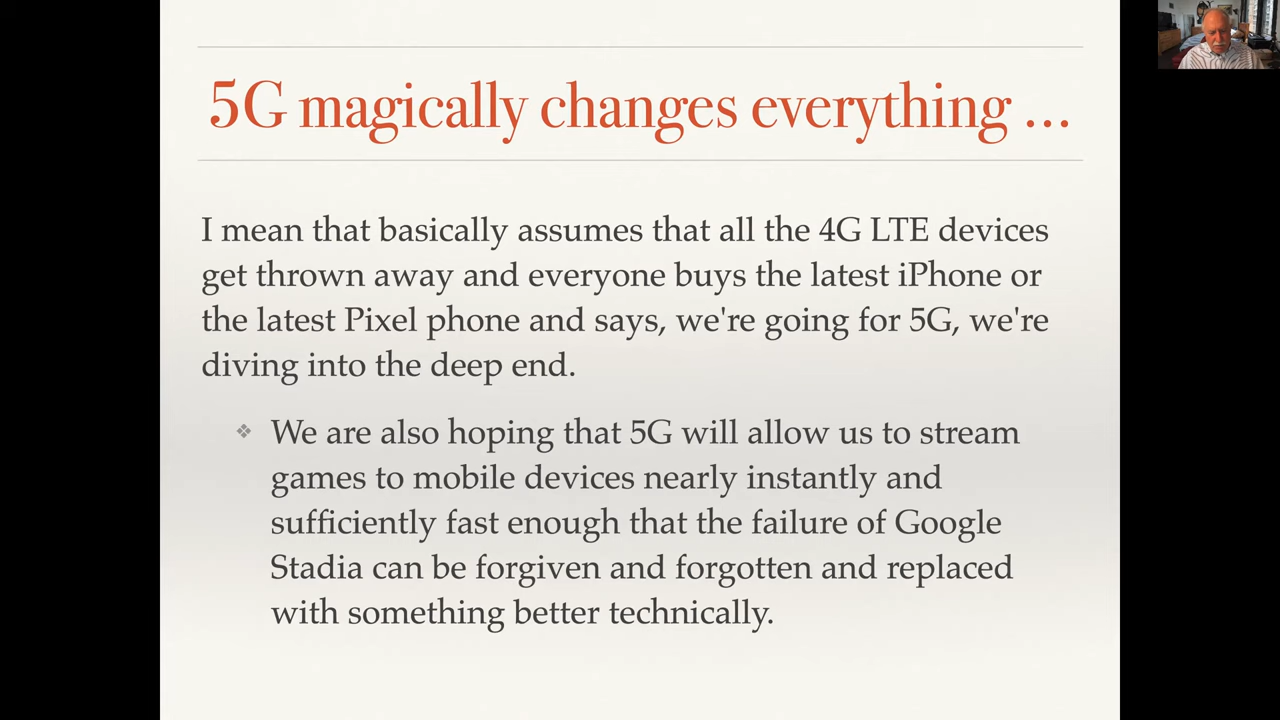 5G magically changes everything ...
I mean that basically assumes that all the 4G LTE devices
get thrown away and everyone buys the latest iPhone or
the latest Pixel phone and says, we're going for 5G, we're
diving into the deep end.
❖ We are also hoping that 5G will allow us to stream
games to mobile devices nearly instantly and
sufficiently fast enough that the failure of Google
Stadia can be forgiven and forgotten and replaced
with something better technically.